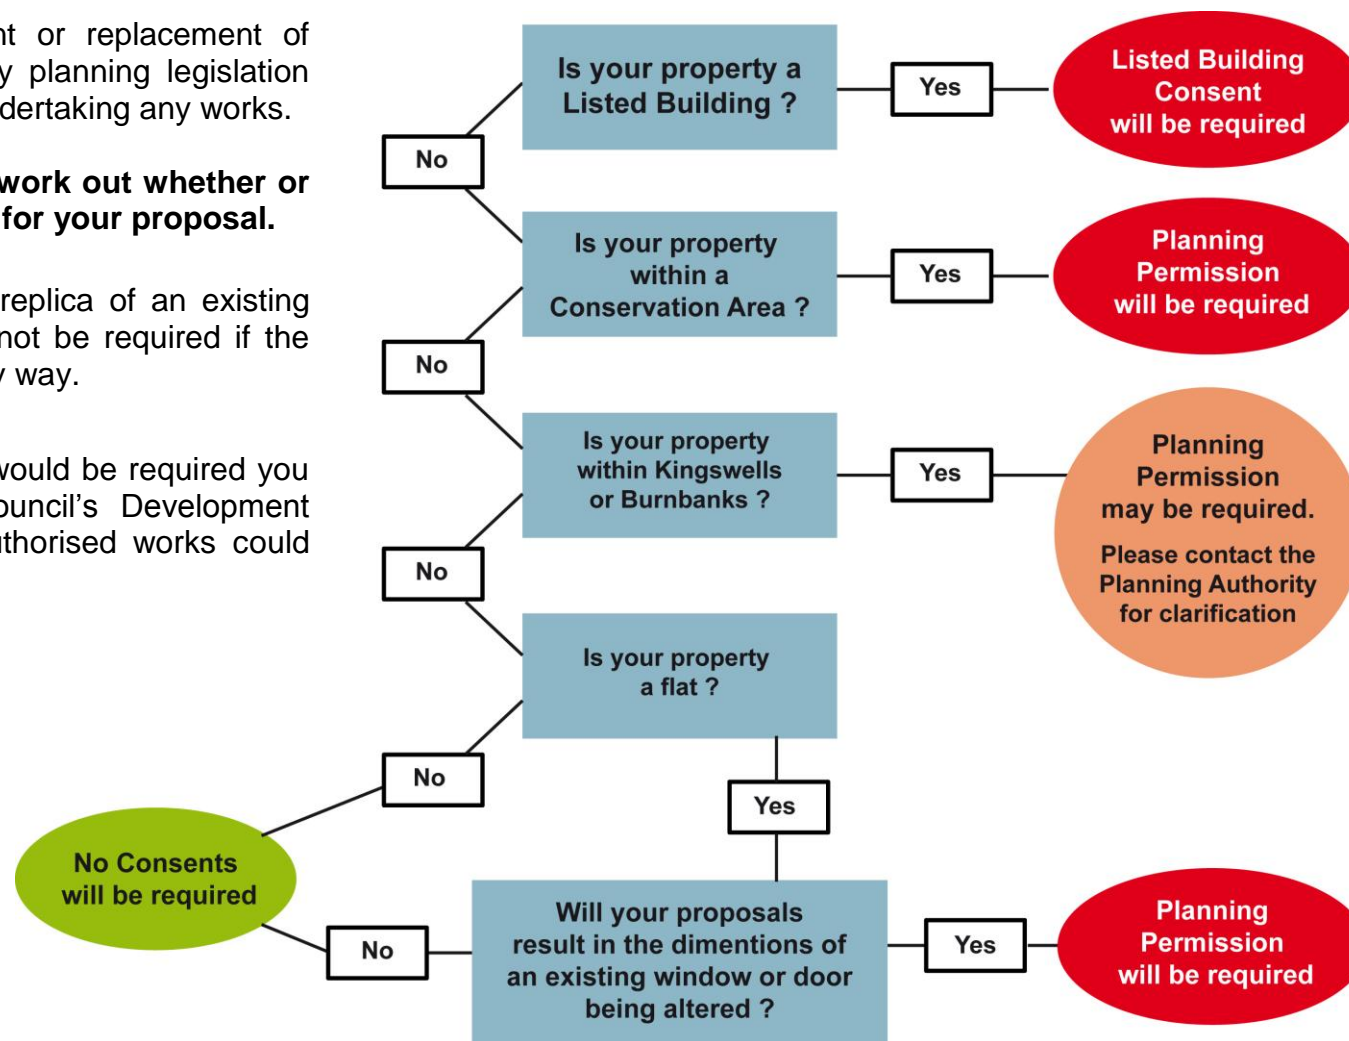 nt or replacement of
y planning legislation
ndertaking any works.
work out whether or
for your proposal.
replica of an existing
not be required if the
y way.
would be required you
ouncil's Development
uthorised works could
Is your property a
Listed Building ?
Yes
Listed Building
Consent
will be required
No
Is your property
within a
Conservation Area ?
Yes
Planning
Permission
will be required
No
Is your property
within Kingswells
or Burnbanks ?
Yes
Planning
Permission
may be required.
Please contact the
Planning Authority
for clarification
No
Is your property
a flat ?
No
Yes
No Consents
will be required
Will your proposals
result in the dimentions of
an existing window or door
being altered ?
No
Yes
Planning
Permission
will be required